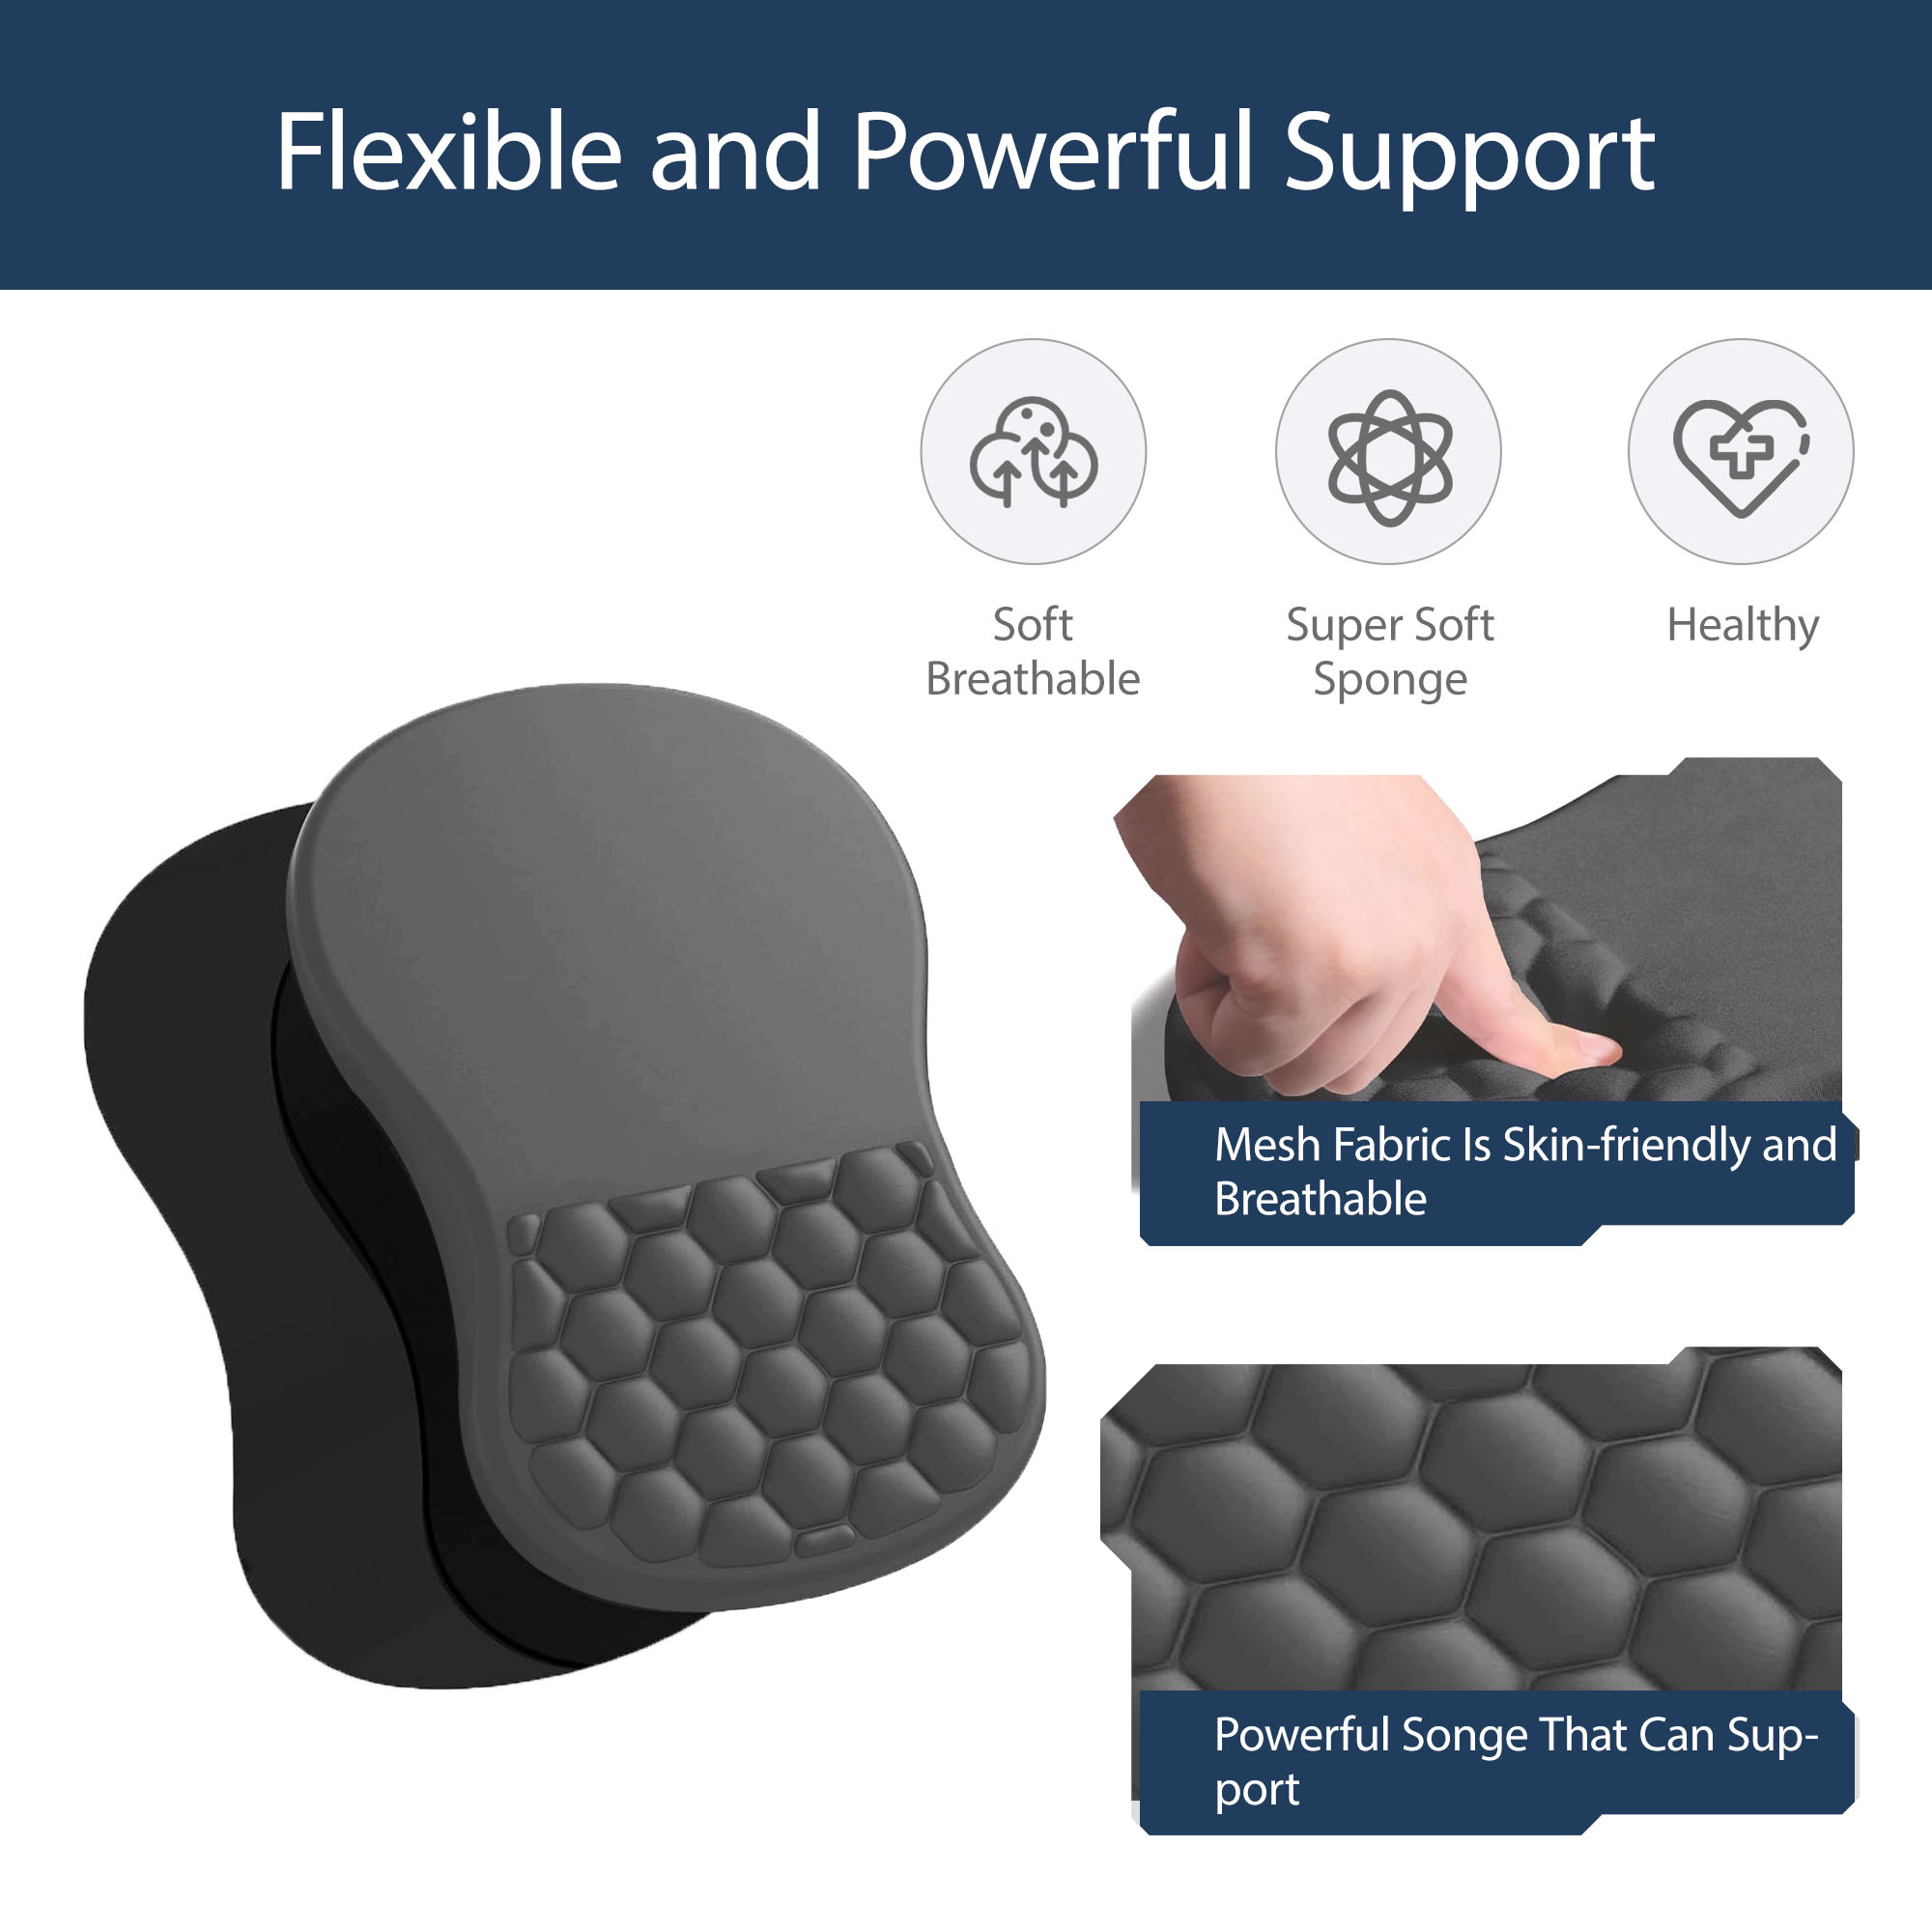 Flexible and Powerful Support
Soft
Breathable
Super Soft
Sponge
Healthy
Mesh Fabric Is Skin-friendly and
Breathable
Powerful Songe That Can Sup-
port